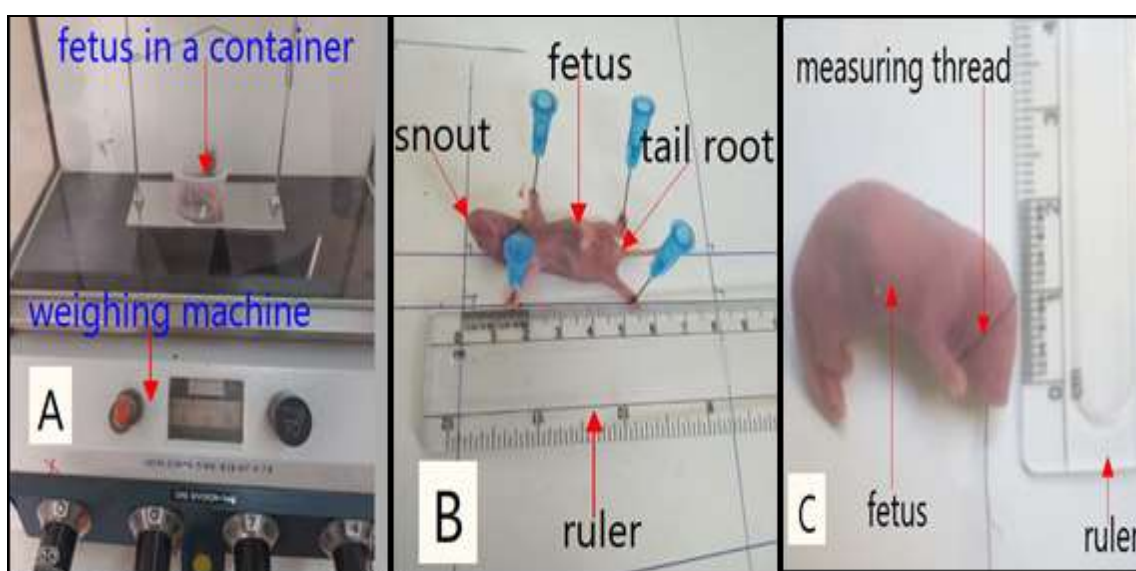 fetus in a container
weighing machine
A
fetus
snout
tail root
B
ruler
measuring thread
C
fetus
ruler